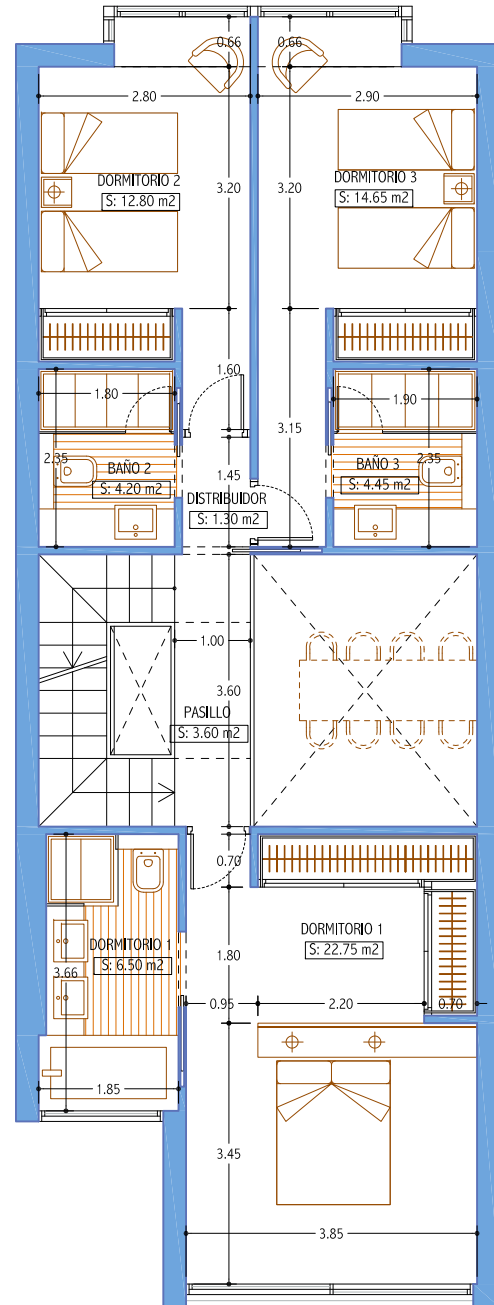 0.66
0.66
2.80
2.90
DORMITORIO 2
S: 12.80 m2
3.20
3.20
DORMITORIO 3
S: 14.65 m2
1.60
1.80
1.90
3.15
2.35
BAÑO 2
S: 4.20 m2
1.45
BAÑO 3
S: 4.45 m2
2.35
DISTRIBUIDOR
S: 1.30 m2
1.00
3.60
PASILLO
S: 3.60 m2
0.70
DORMITORIO 1
S: 22.75 m2
DORMITORIO 1
S: 6.50 m2
3.66
1.80
0.95
2.20
0.70
1.85
3.45
3.85